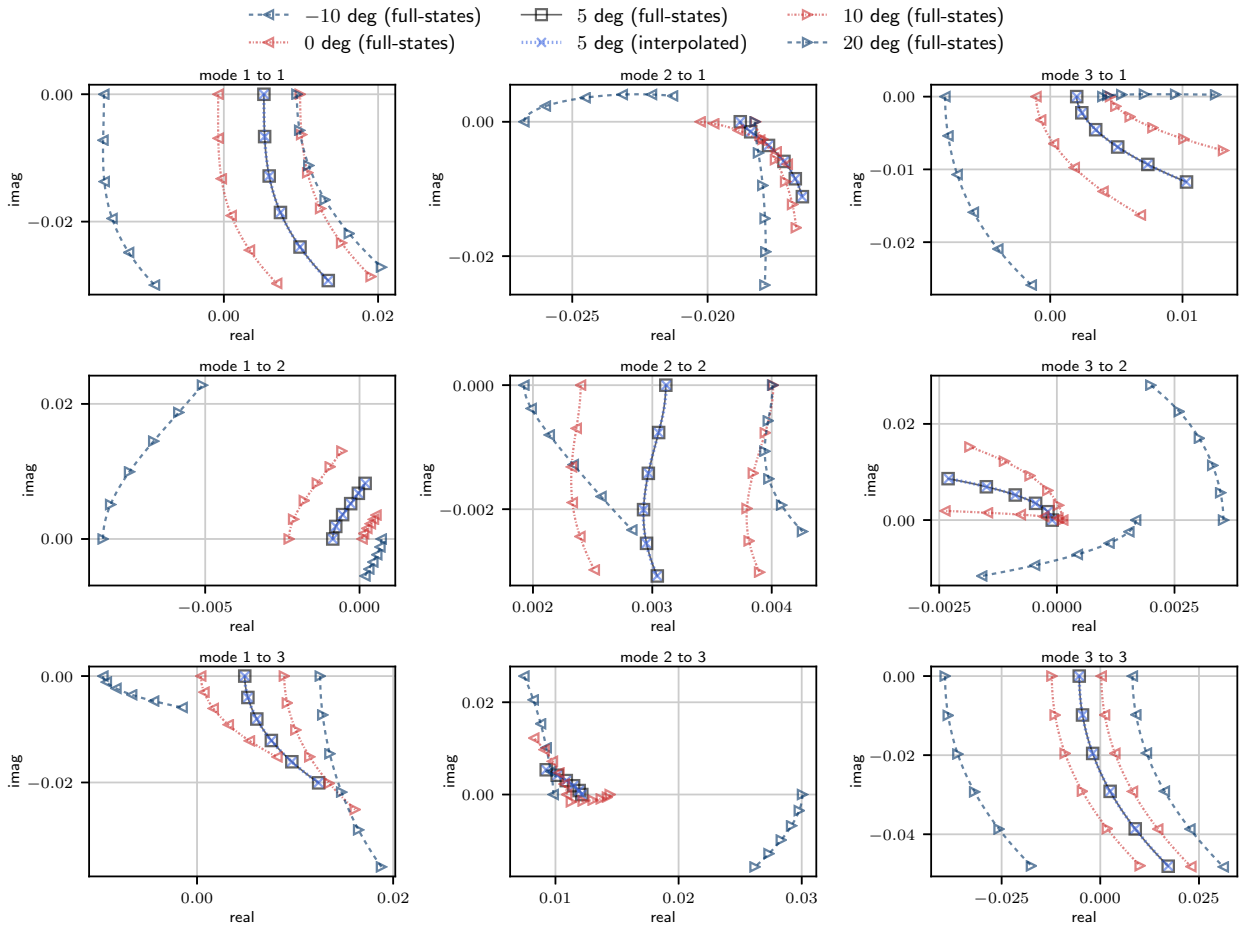 −10 deg (full-states) 5 deg (full-states) 10 deg (full-states)
0 deg (full-states) 5 deg (interpolated) 20 deg (full-states)
mode 1 to 1 mode 2 to 1 mode 3 to 1
0.00 0.000 0.00
−0.02 −0.02 −0.01
−0.02
imag imag imag
0.00 0.02 −0.025 −0.020 0.00 0.01
real real real
mode 1 to 2 mode 2 to 2 mode 3 to 2
0.02 0.000 0.02
0.00 −0.002 0.00
imag imag imag
−0.005 0.000 0.002 0.003 0.004 −0.0025 0.0000 0.0025
real real real
mode 1 to 3 mode 2 to 3 mode 3 to 3
0.00 0.02 0.00
−0.02 0.00 −0.02
−0.04
imag imag imag
0.00 0.02 0.01 0.02 0.03 −0.025 0.000 0.025
real real real